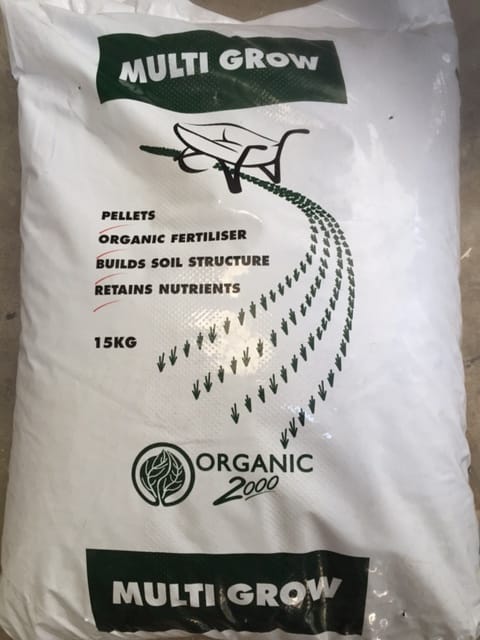 MULTI GROW
PELLETS
ORGANIC FERTILISER
BUILDS SOIL STRUCTURE
RETAINS NUTRIENTS
15KG
ORGANIC
2000
MULTI GROW